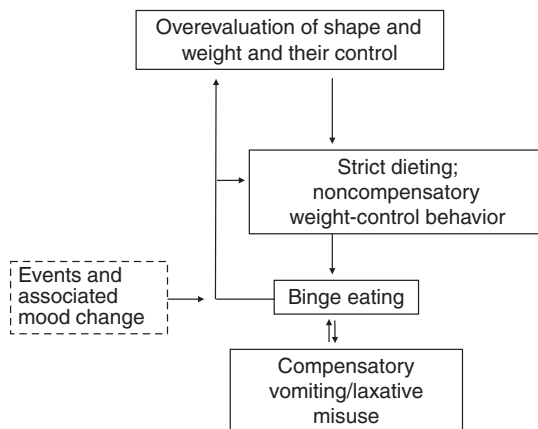 Overevaluation of shape and
weight and their control
Strict dieting;
noncompensatory
weight-control behavior
Events and
associated
mood change
Binge eating
Compensatory
vomiting/laxative
misuse